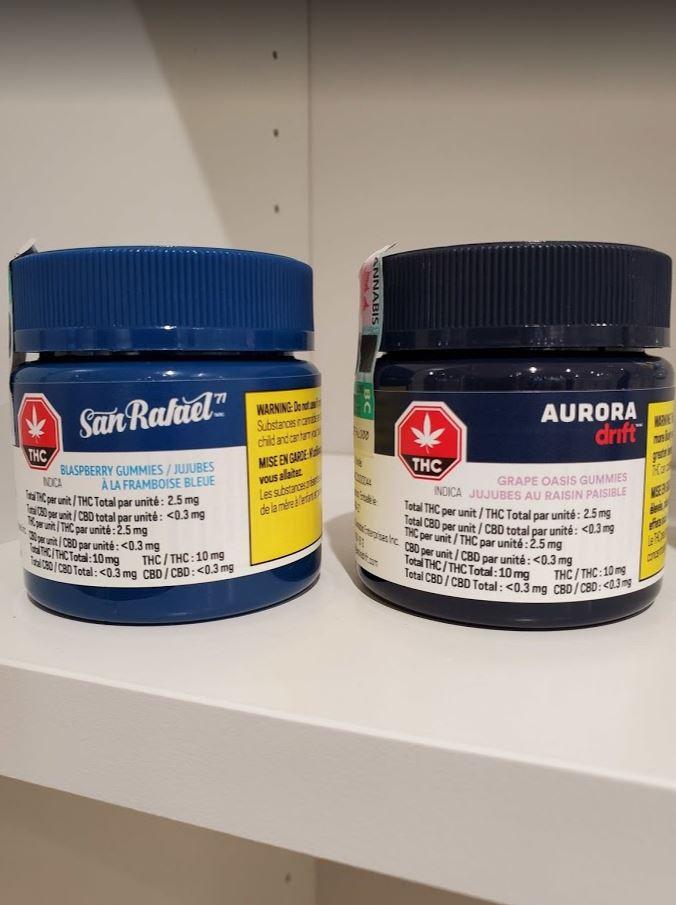 San Rafael '71
THC
INDICA
BLASPBERRY GUMMIES / JUJUBES
À LA FRAMBOISE BLEUE
Total THC per unit / THC Total par unité : 2.5 mg
Total CBD per unit / CBD total par unité : <0.3 mg
THC per unit / THC par unité : 2.5 mg
CBD per unit / CBD par unité : <0.3 mg
Total THC / THC Total : 10 mg THC / THC : 10 mg
Total CBD / CBD Total : <0.3 mg CBD / CBD : <0.3 mg
WARNING: Do not
Substances in cannabis
child and can harm
MISE EN GARDE :
vous allaitez.
Les substances
de la mère à
CANNABIS
BC
Enterprises Inc.
AURORA
drift
THC
INDICA
GRAPE OASIS GUMMIES
JUJUBES AU RAISIN PAISIBLE
Total THC per unit / THC Total par unité : 2.5 mg
Total CBD per unit / CBD total par unité : <0.3 mg
THC per unit / THC par unité : 2.5 mg
CBD per unit / CBD par unité : <0.3 mg
Total THC / THC Total : 10 mg THC / THC : 10 mg
Total CBD / CBD Total : <0.3 mg CBD / CBD : <0.3 mg